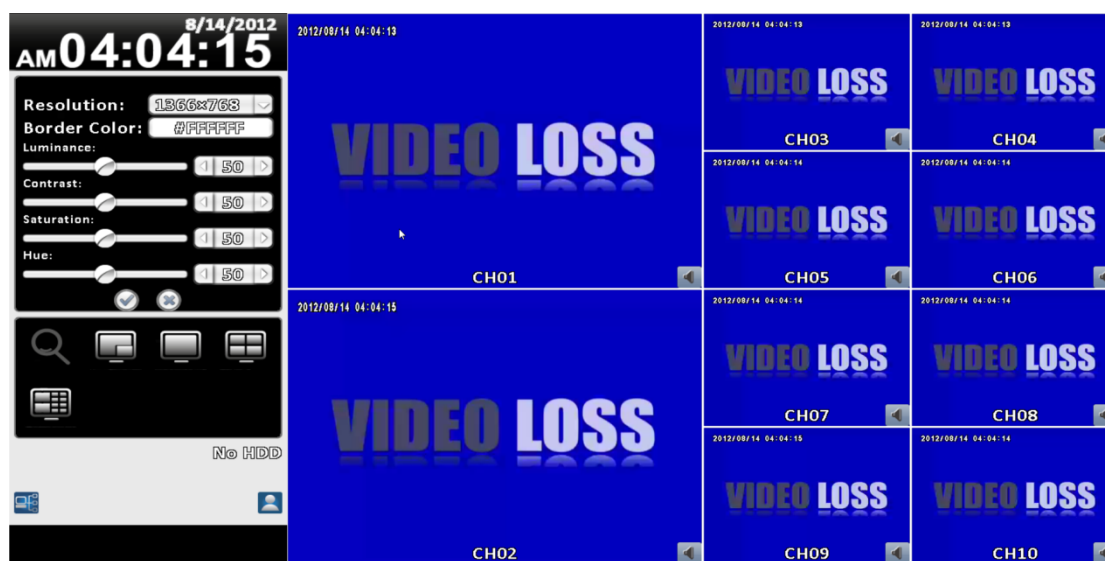 8/14/2012
AM04:04:15
Resolution: 1366×768
Border Color: #FFFFFF
Luminance:
50
Contrast:
50
Saturation:
50
Hue:
50
No HDD
2012/08/14 04:04:13
VIDEO LOSS
CH01
2012/08/14 04:04:15
VIDEO LOSS
CH02
2012/08/14 04:04:13
VIDEO LOSS
CH03
2012/08/14 04:04:13
VIDEO LOSS
CH04
2012/08/14 04:04:14
VIDEO LOSS
CH05
2012/08/14 04:04:14
VIDEO LOSS
CH06
2012/08/14 04:04:14
VIDEO LOSS
CH07
2012/08/14 04:04:14
VIDEO LOSS
CH08
2012/08/14 04:04:15
VIDEO LOSS
CH09
2012/08/14 04:04:14
VIDEO LOSS
CH10